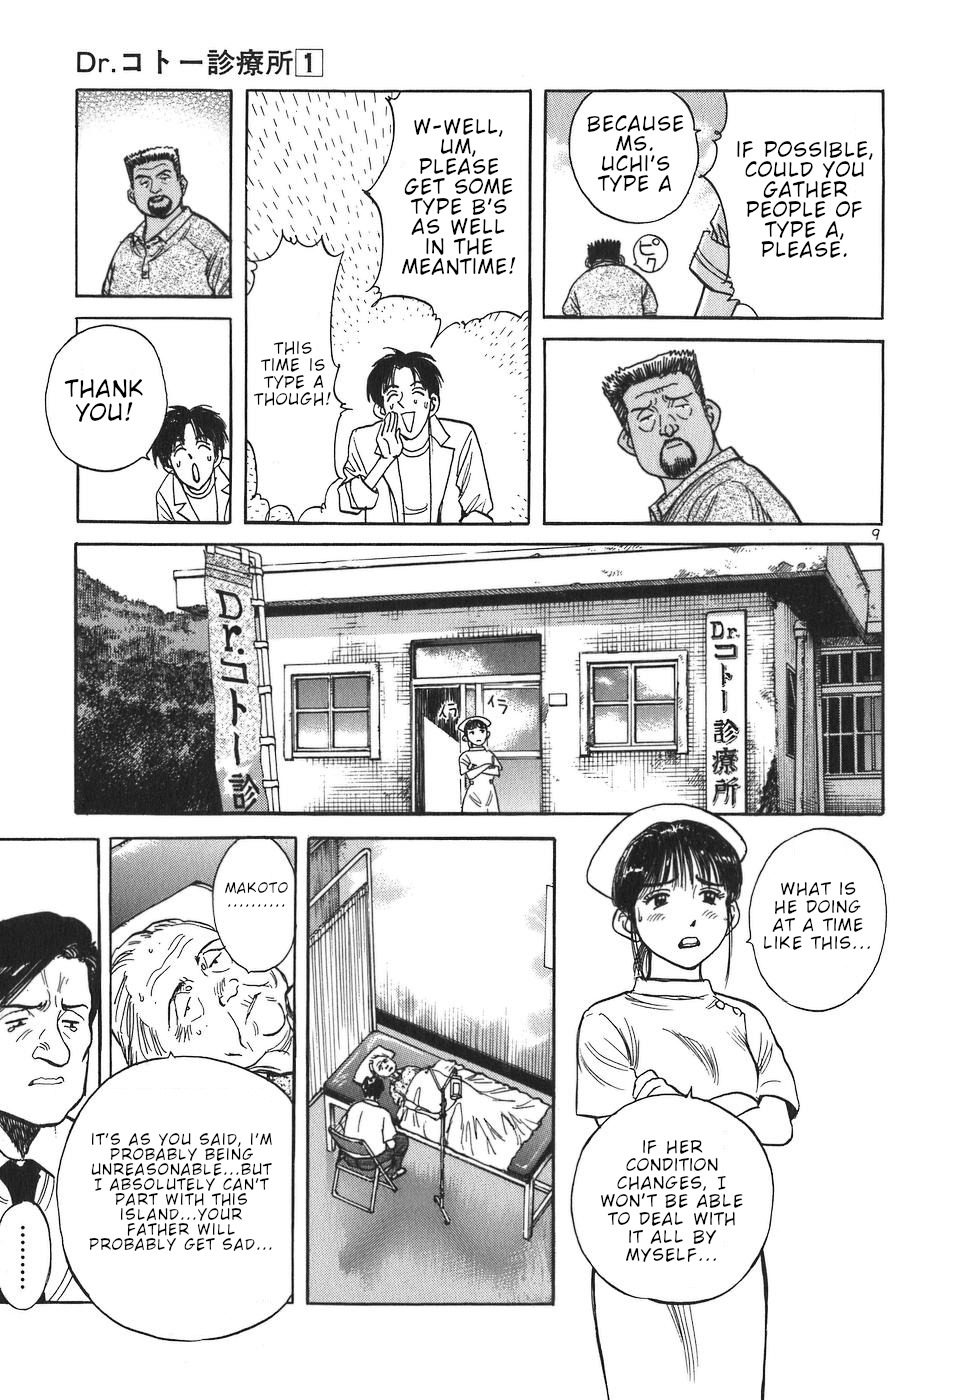 Dr.コトー診療所1
IF POSSIBLE,
COULD YOU
GATHER
PEOPLE OF
TYPE A,
PLEASE.
BECAUSE
MS.
UCHI'S
TYPE A
ピク
W-WELL,
UM,
PLEASE
GET SOME
TYPE B'S
AS WELL
IN THE
MEANTIME!
THIS
TIME IS
TYPE A
THOUGH!
THANK
YOU!
9
Dr.コトー診
イラ
イラ
Dr.コトー診療所
WHAT IS
HE DOING
AT A TIME
LIKE THIS...
IF HER
CONDITION
CHANGES, I
WON'T BE ABLE
TO DEAL WITH
IT ALL BY
MYSELF...
MAKOTO
..........
IT'S AS YOU SAID, I'M
PROBABLY BEING
UNREASONABLE...BUT
I ABSOLUTELY CAN'T
PART WITH THIS
ISLAND...YOUR
FATHER WILL
PROBABLY GET SAD...
.........